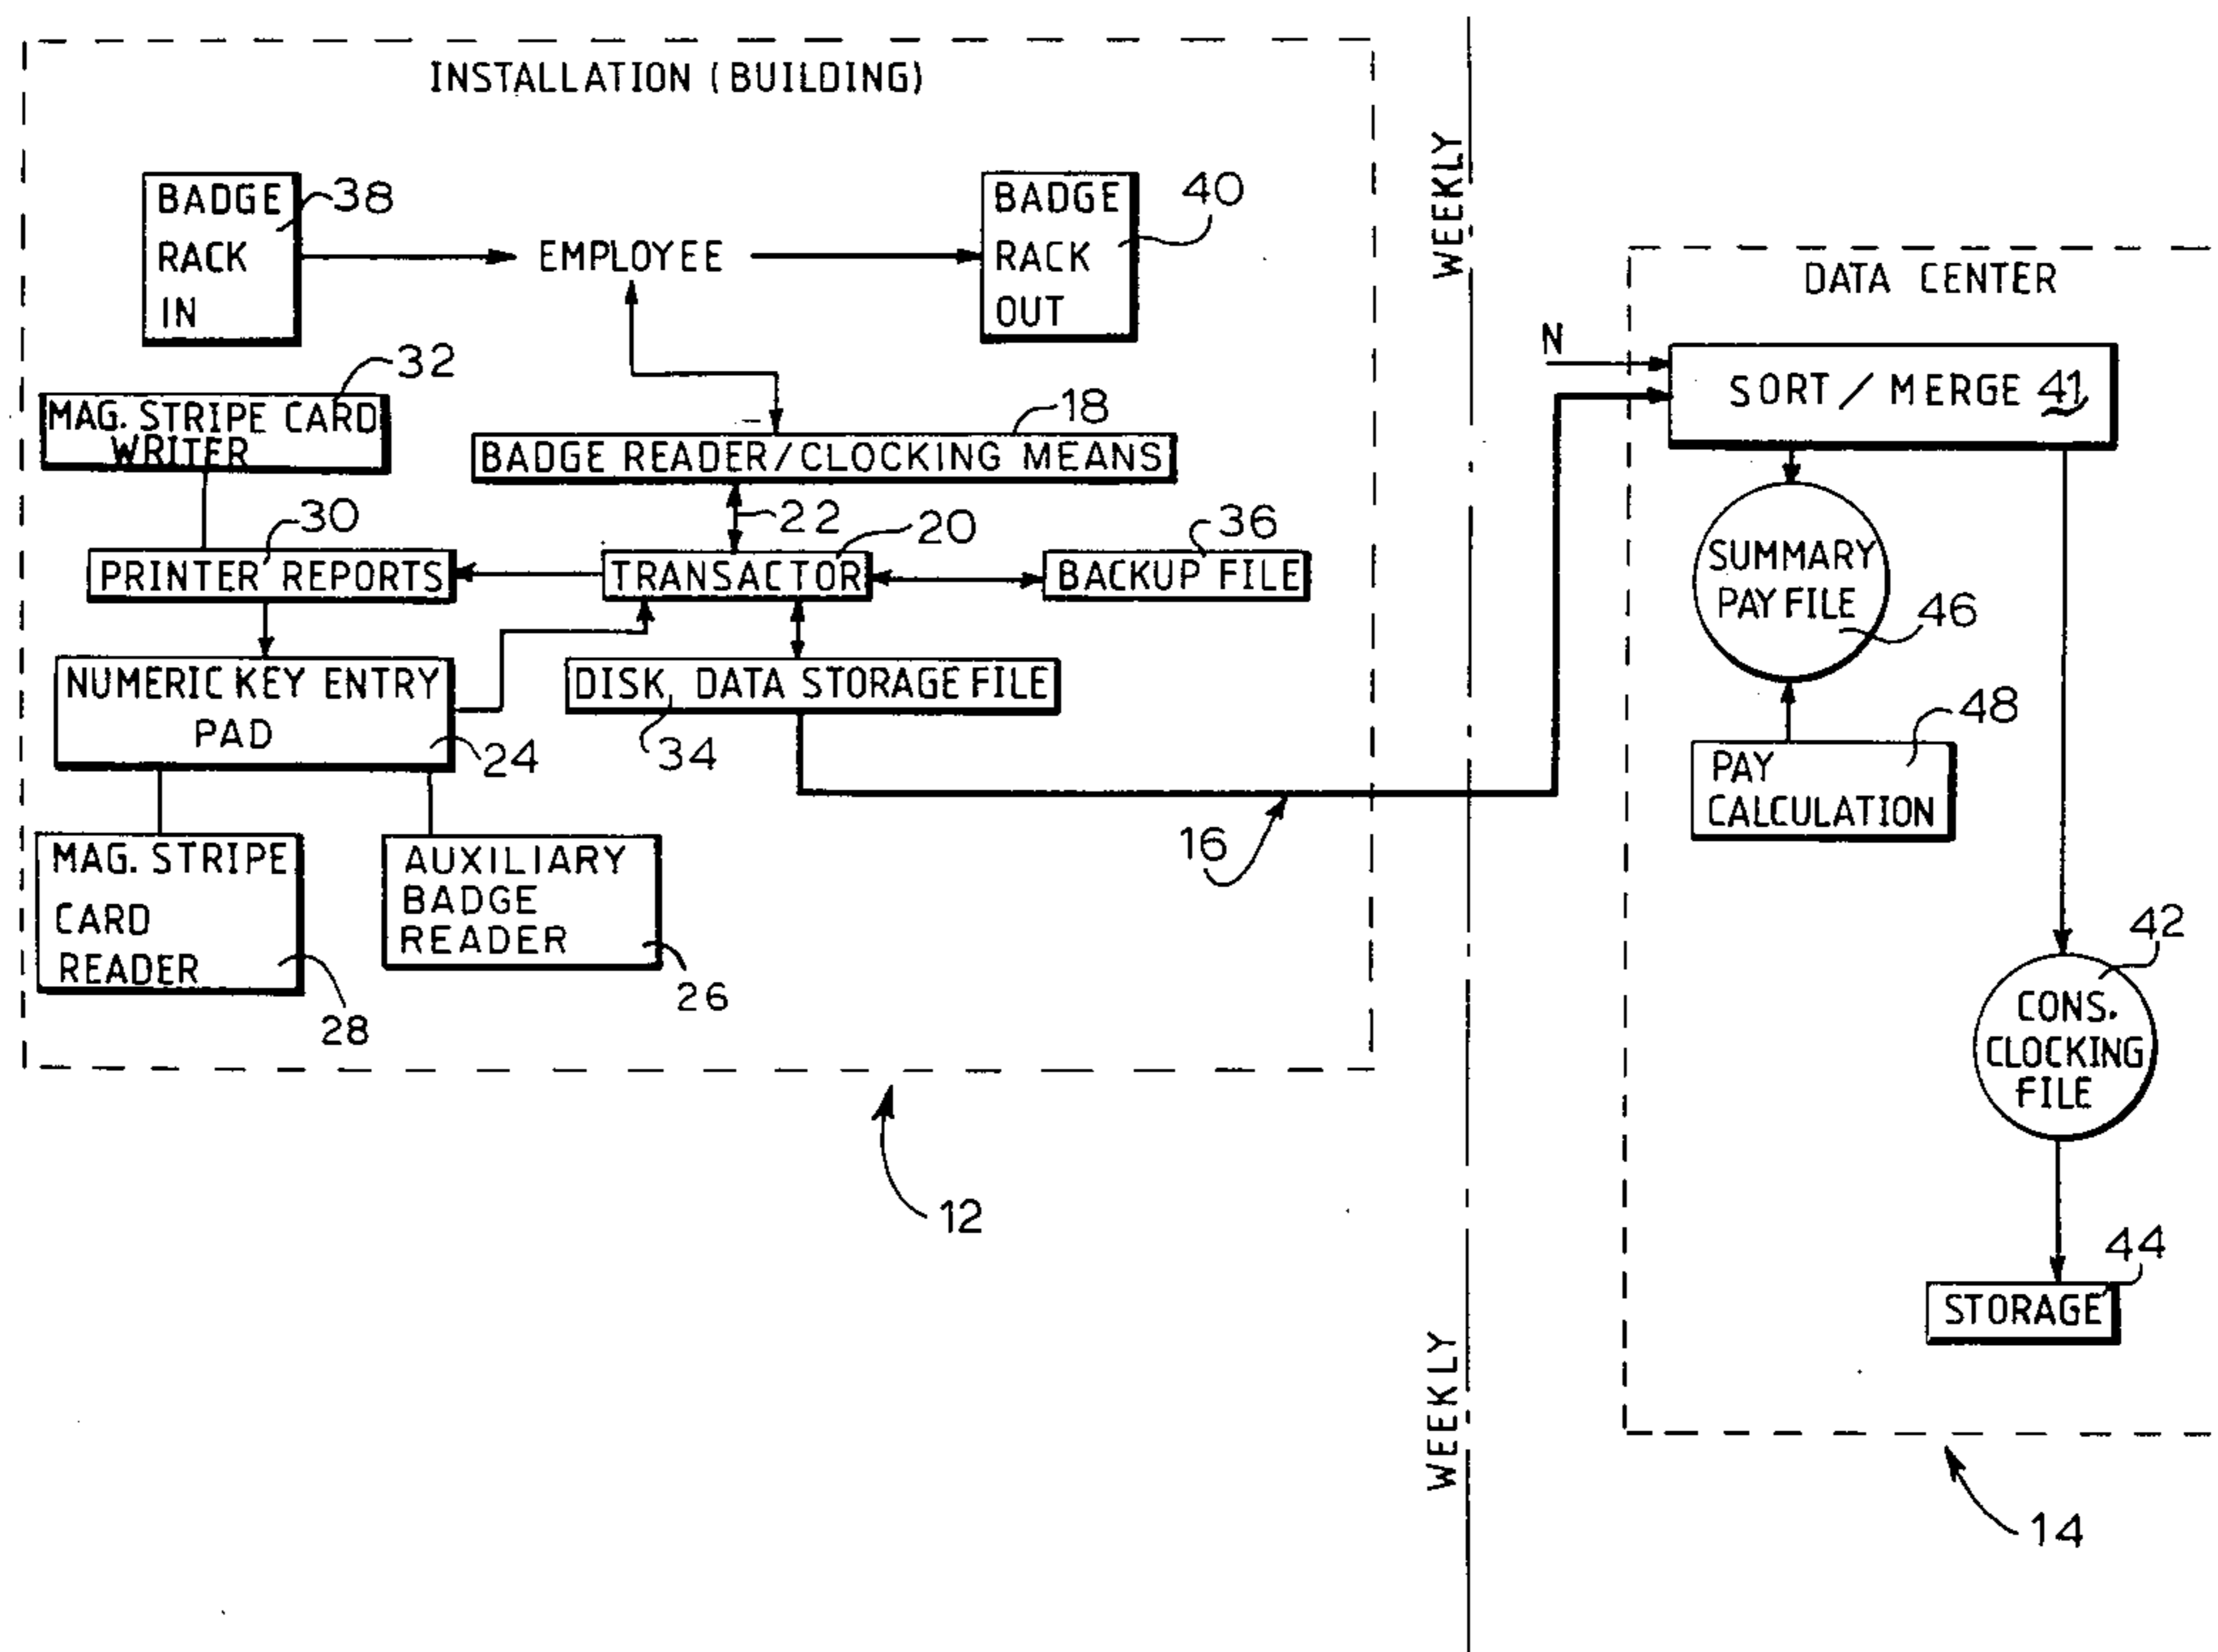 INSTALLATION (BUILDING)
BADGE
RACK
IN
38
EMPLOYEE
BADGE
RACK
OUT
40
MAG. STRIPE CARD
WRITER
32
BADGE READER/CLOCKING MEANS
18
22
PRINTER REPORTS
30
TRANSACTOR
20
BACKUP FILE
36
NUMERIC KEY ENTRY
PAD
24
DISK DATA STORAGE FILE
34
MAG. STRIPE
CARD
READER
28
AUXILIARY
BADGE
READER
26
16
12
WEEKLY
WEEKLY
DATA CENTER
N
SORT / MERGE 41
SUMMARY
PAY FILE
46
PAY
CALCULATION
48
CONS.
CLOCKING
FILE
42
STORAGE
44
14